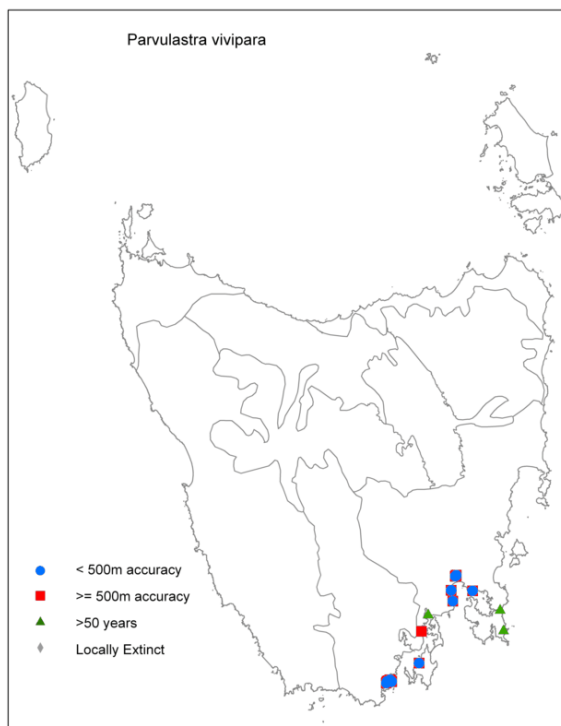 Parvulastra vivipara
< 500m accuracy
>= 500m accuracy
>50 years
Locally Extinct